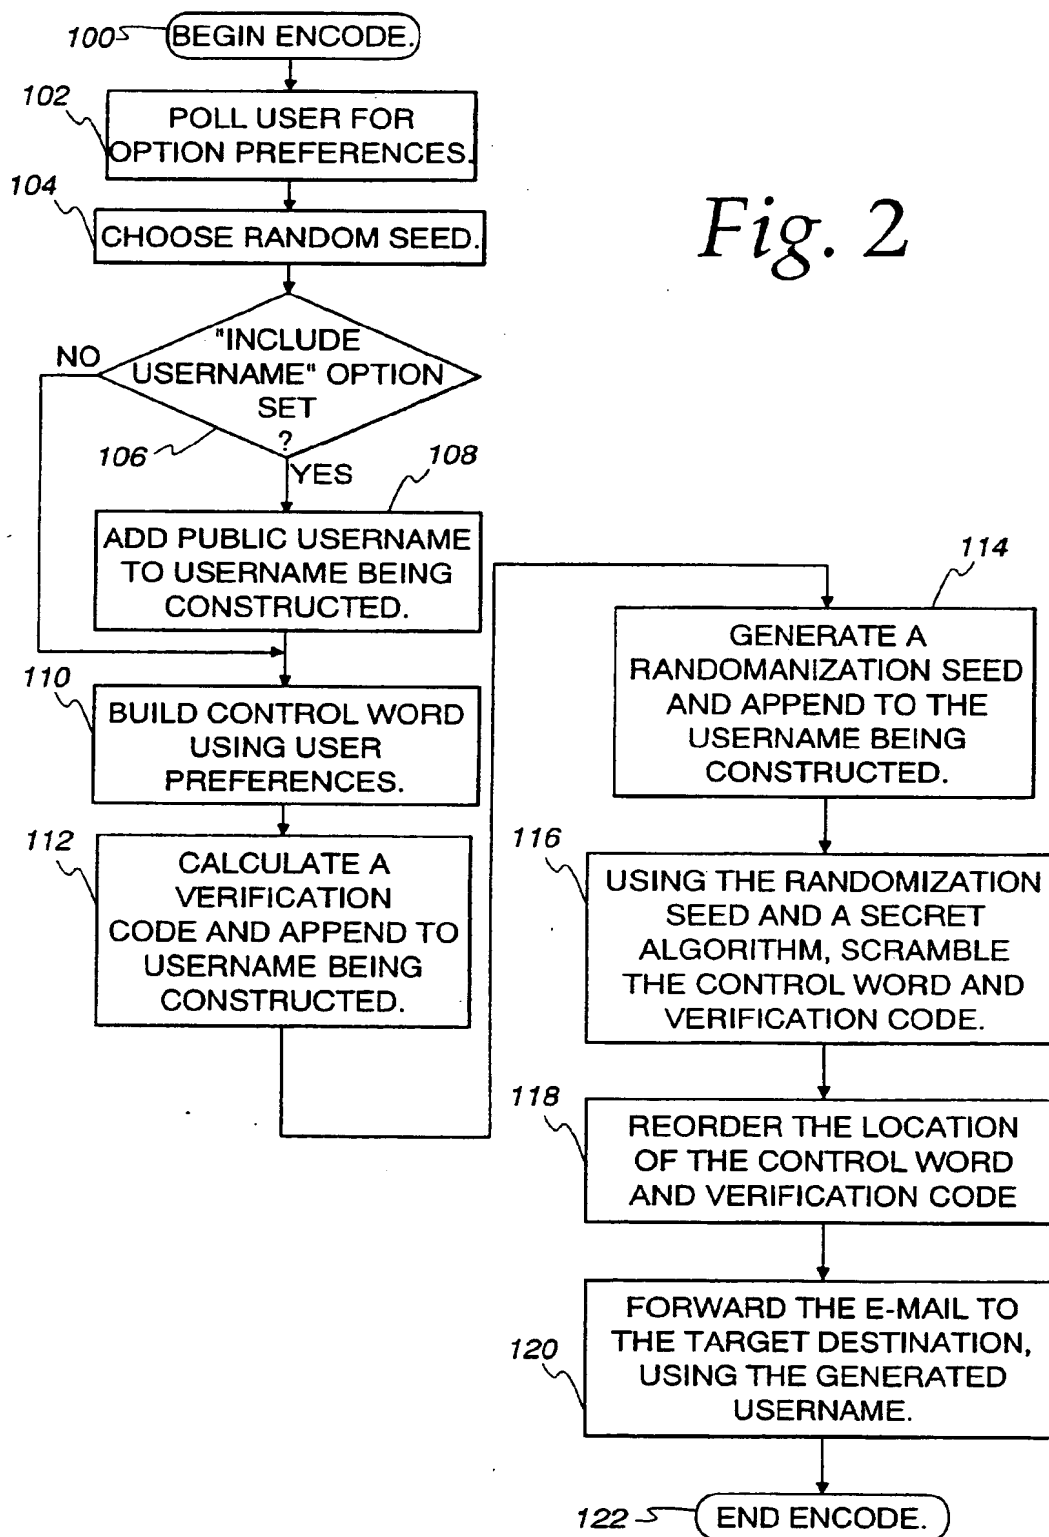 100
BEGIN ENCODE.
102
POLL USER FOR
OPTION PREFERENCES.
104
CHOOSE RANDOM SEED.
Fig. 2
"INCLUDE
USERNAME" OPTION
SET
?
NO
106
YES
108
ADD PUBLIC USERNAME
TO USERNAME BEING
CONSTRUCTED.
110
BUILD CONTROL WORD
USING USER
PREFERENCES.
112
CALCULATE A
VERIFICATION
CODE AND APPEND TO
USERNAME BEING
CONSTRUCTED.
114
GENERATE A
RANDOMANIZATION SEED
AND APPEND TO THE
USERNAME BEING
CONSTRUCTED.
116
USING THE RANDOMIZATION
SEED AND A SECRET
ALGORITHM, SCRAMBLE
THE CONTROL WORD AND
VERIFICATION CODE.
118
REORDER THE LOCATION
OF THE CONTROL WORD
AND VERIFICATION CODE
120
FORWARD THE E-MAIL TO
THE TARGET DESTINATION,
USING THE GENERATED
USERNAME.
122
END ENCODE.